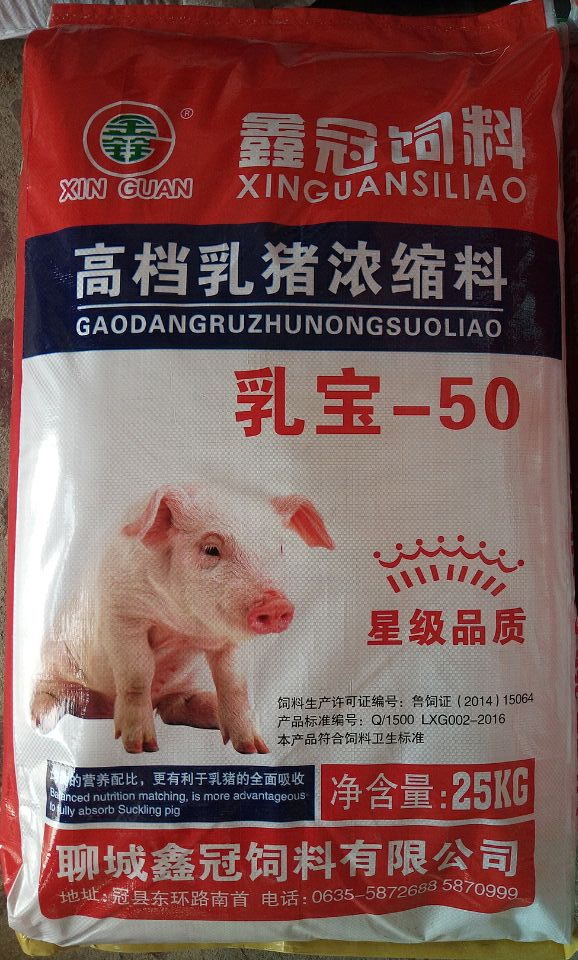 鑫
®
XIN GUAN
鑫冠饲料
XINGUANSILIAO
高档乳猪浓缩料
GAODANGRUZHUNONGSUOLIAO
乳宝-50
星级品质
饲料生产许可证编号：鲁饲证（2014）15064
产品标准编号：Q/1500 LXG002-2016
本产品符合饲料卫生标准
的营养配比，更有利于乳猪的全面吸收
Balanced nutrition matching, is more advantageous
to fully absorb Suckling pig
净含量:25KG
聊城鑫冠饲料有限公司
地址:冠县东环路南首 电话:0635-5872688 5870999